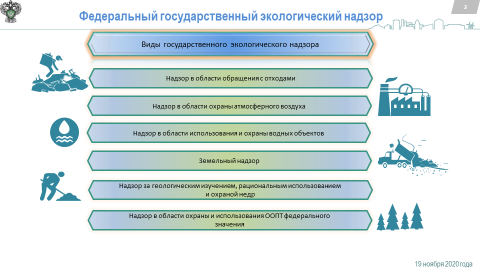 2
Федеральный государственный экологический надзор
Виды государственного экологического надзора
Надзор в области обращения с отходами
Надзор в области охраны атмосферного воздуха
Надзор в области использования и охраны водных объектов
Земельный надзор
Надзор за геологическим изучением, рациональным использованием
и охраной недр
Надзор в области охраны и использования ООПТ федерального
значения
19 ноября 2020 года